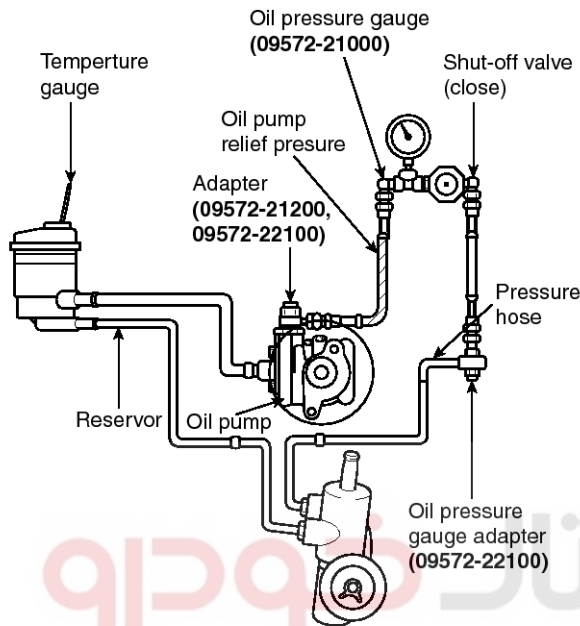 Oil pressure gauge
(09572-21000)
Temperture
gauge
Shut-off valve
(close)
Oil pump
relief presure
Adapter
(09572-21200,
09572-22100)
Pressure
hose
Reservor
Oil pump
Oil pressure
gauge adapter
(09572-22100)